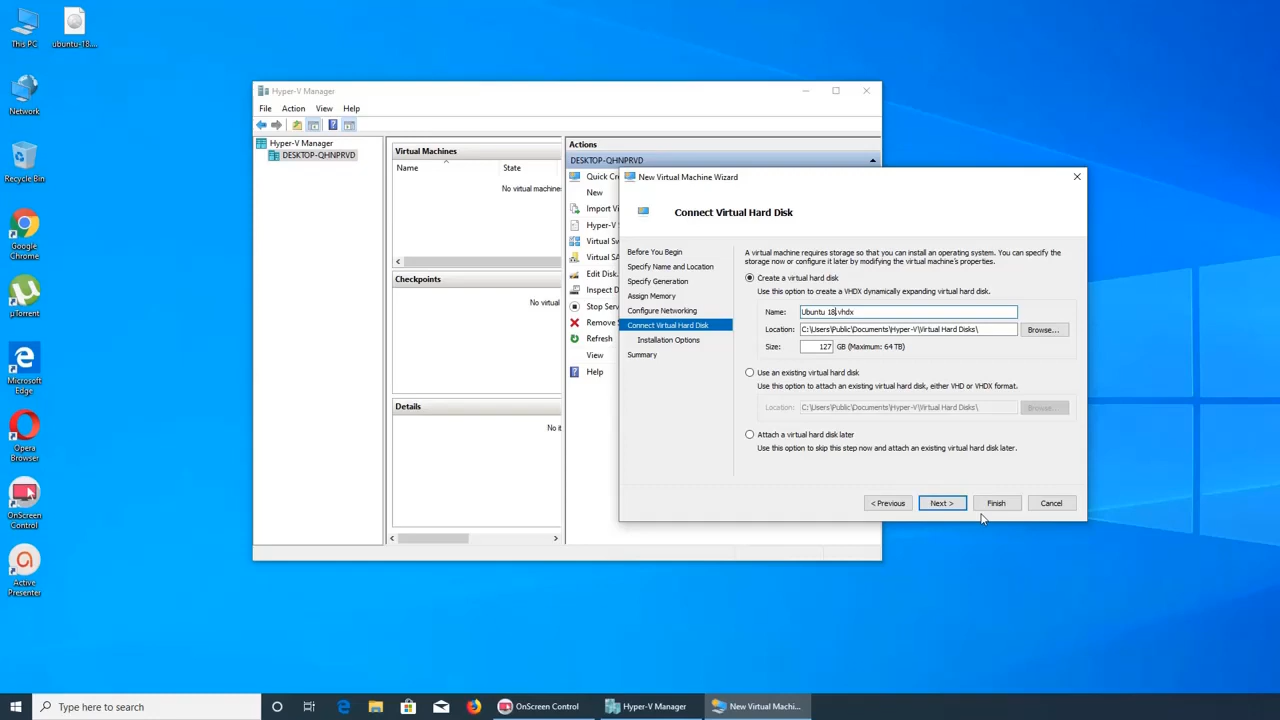 This PC
ubuntu-18....
Network
Recycle Bin
Google
Chrome
µTorrent
Microsoft
Edge
Opera
Browser
OnScreen
Control
Active
Presenter
Hyper-V Manager
File Action View Help
Hyper-V Manager
DESKTOP-QHNPRVD
Virtual Machines
Name State
No virtual machine
Checkpoints
No virtual
Details
No it
Actions
DESKTOP-QHNPRVD
Quick Cr
New
Import Vi
Hyper-V
Virtual Sw
Virtual SA
Edit Disk.
Inspect D
Stop Serv
Remove
Refresh
View
Help
New Virtual Machine Wizard
Connect Virtual Hard Disk
Before You Begin
Specify Name and Location
Specify Generation
Assign Memory
Configure Networking
Connect Virtual Hard Disk
Installation Options
Summary
A virtual machine requires storage so that you can install an operating system. You can specify the
storage now or configure it later by modifying the virtual machine's properties.
Create a virtual hard disk
Use this option to create a VHDX dynamically expanding virtual hard disk.
Name: Ubuntu 18.vhdx
Location: C:\Users\Public\Documents\Hyper-V\Virtual Hard Disks\ Browse...
Size: 127 GB (Maximum: 64 TB)
Use an existing virtual hard disk
Use this option to attach an existing virtual hard disk, either VHD or VHDX format.
Location: C:\Users\Public\Documents\Hyper-V\Virtual Hard Disks\ Browse...
Attach a virtual hard disk later
Use this option to skip this step now and attach an existing virtual hard disk later.
< Previous Next > Finish Cancel
Type here to search
OnScreen Control
Hyper-V Manager
New Virtual Machi...